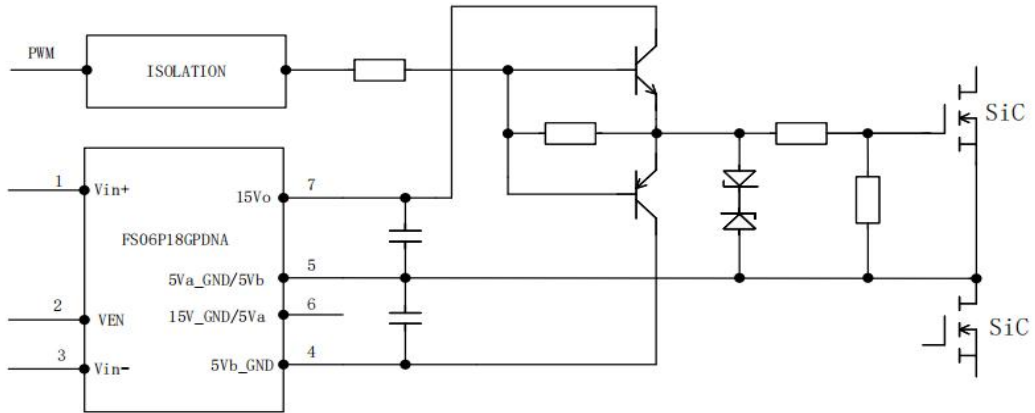 PWM
ISOLATION
SiC
1
Vin+
15Vo
7
FS06P18GPDNA
5Va_GND/5Vb
5
15V_GND/5Va
6
2
VEN
SiC
3
Vin-
5Vb_GND
4